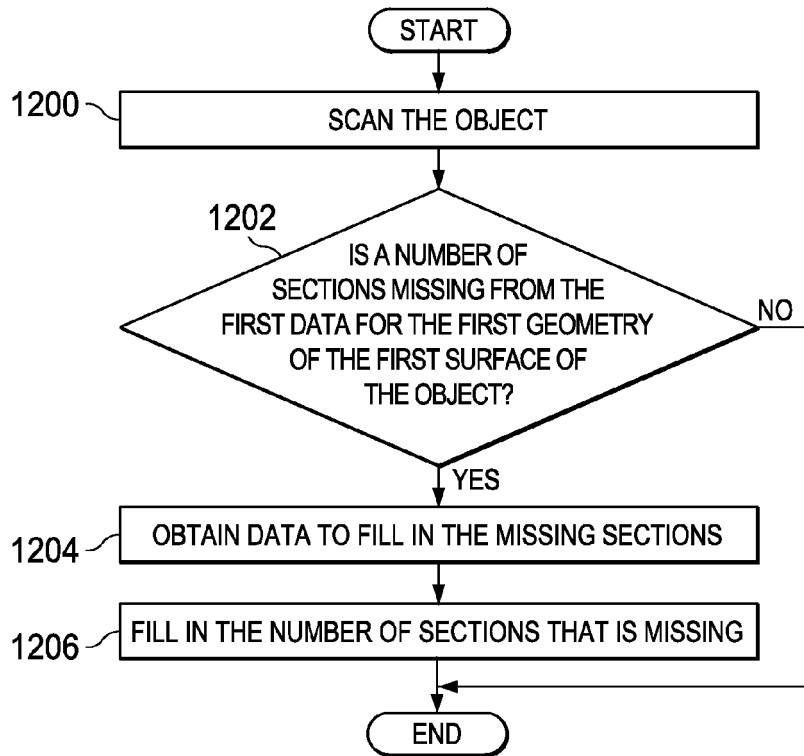 START
1200
SCAN THE OBJECT
1202
IS A NUMBER OF
SECTIONS MISSING FROM THE
FIRST DATA FOR THE FIRST GEOMETRY
OF THE FIRST SURFACE OF
THE OBJECT?
NO
YES
1204
OBTAIN DATA TO FILL IN THE MISSING SECTIONS
1206
FILL IN THE NUMBER OF SECTIONS THAT IS MISSING
END